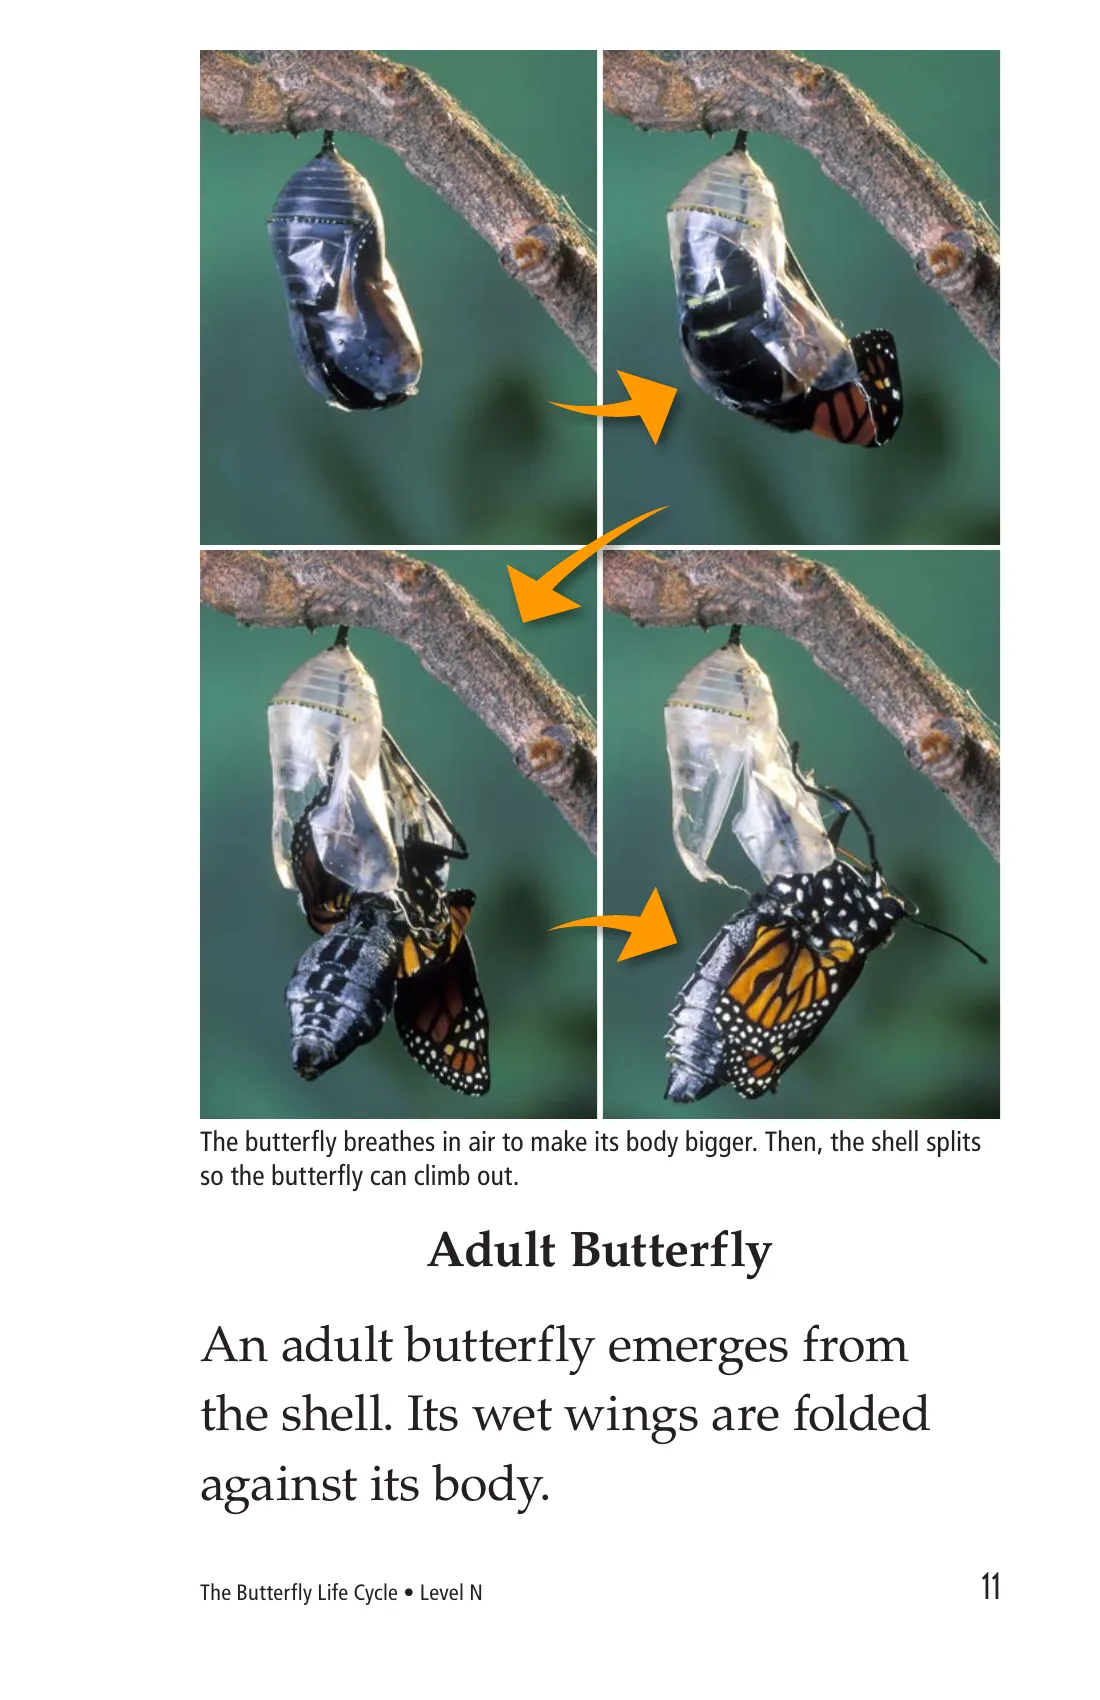 The butterfly breathes in air to make its body bigger. Then, the shell splits
so the butterfly can climb out.
Adult Butterfly
An adult butterfly emerges from
the shell. Its wet wings are folded
against its body.
The Butterfly Life Cycle • Level N
11